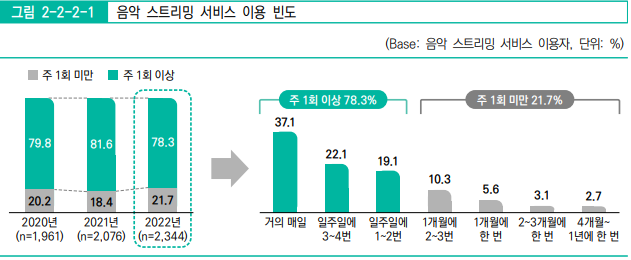 그림 2-2-2-1 음악 스트리밍 서비스 이용 빈도
(Base: 음악 스트리밍 서비스 이용자, 단위: %)
주 1회 미만 주 1회 이상
79.8 81.6 78.3
20.2 18.4 21.7
2020년 2021년 2022년
(n=1,961) (n=2,076) (n=2,344)
주 1회 이상 78.3% 주 1회 미만 21.7%
37.1 22.1 19.1 10.3 5.6 3.1 2.7
거의 매일 일주일에 일주일에 1개월에 1개월에 2~3개월에 4개월~
3~4번 1~2번 2~3번 한 번 한 번 1년에 한 번